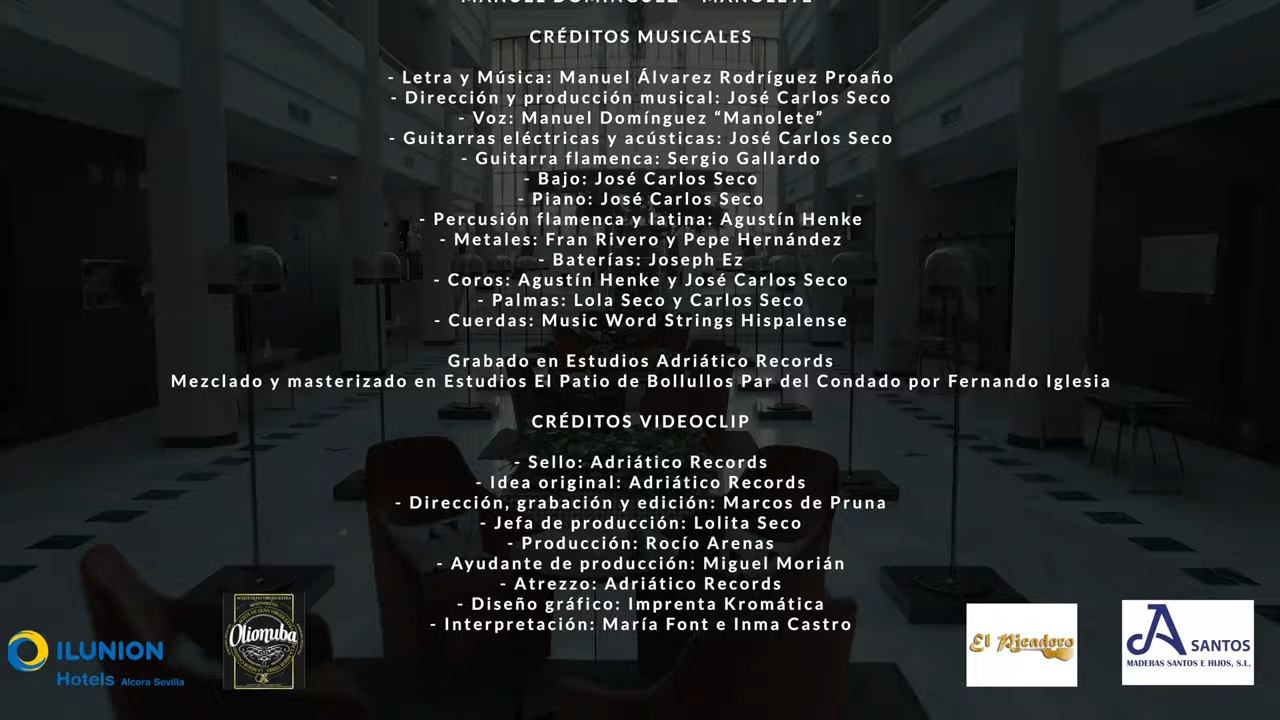 MANUEL DOMÍNGUEZ "MANOLETE"
CRÉDITOS MUSICALES
- Letra y Música: Manuel Álvarez Rodríguez Proaño
- Dirección y producción musical: José Carlos Seco
- Voz: Manuel Domínguez “Manolete”
- Guitarras eléctricas y acústicas: José Carlos Seco
- Guitarra flamenca: Sergio Gallardo
- Bajo: José Carlos Seco
- Piano: José Carlos Seco
- Percusión flamenca y latina: Agustín Henke
- Metales: Fran Rivero y Pepe Hernández
- Baterías: Joseph Ez
- Coros: Agustín Henke y José Carlos Seco
- Palmas: Lola Seco y Carlos Seco
- Cuerdas: Music Word Strings Hispalense
Grabado en Estudios Adriático Records
Mezclado y masterizado en Estudios El Patio de Bollullos Par del Condado por Fernando Iglesia
CRÉDITOS VIDEOCLIP
- Sello: Adriático Records
- Idea original: Adriático Records
- Dirección, grabación y edición: Marcos de Pruna
- Jefa de producción: Lolita Seco
- Producción: Rocío Arenas
- Ayudante de producción: Miguel Morián
- Atrezzo: Adriático Records
- Diseño gráfico: Imprenta Kromática
- Interpretación: María Font e Inma Castro
ILUNION
Hotels Alcora Sevilla
Olionuba
El Picadero
SANTOS
MADERAS SANTOS E HIJOS, S.L.